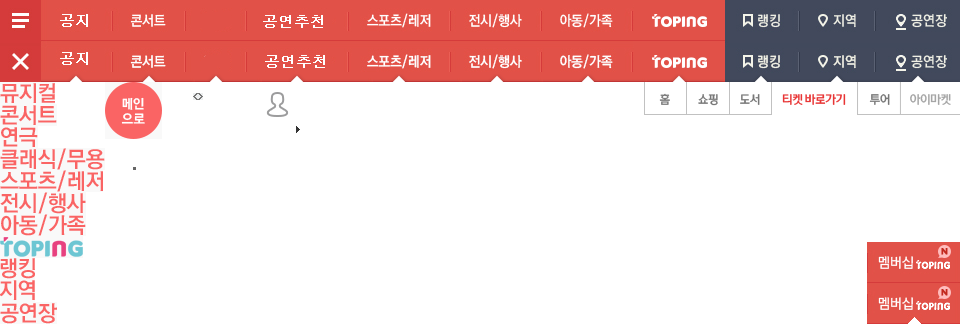 공지 콘서트 공연추천 스포츠/레저 전시/행사 아동/가족 TOPING 랭킹 지역 공연장
공지 콘서트 공연추천 스포츠/레저 전시/행사 아동/가족 TOPING 랭킹 지역 공연장
뮤지컬
콘서트
연극
클래식/무용
스포츠/레저
전시/행사
아동/가족
TOPING
랭킹
지역
공연장
메인
으로
홈 쇼핑 도서 티켓 바로가기 투어 아이마켓
N
멤버십 TOPING
N
멤버십 TOPING